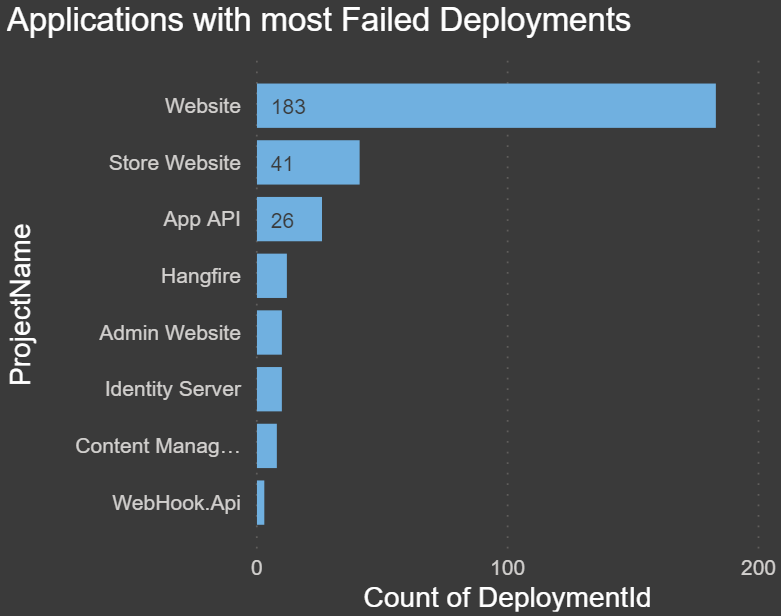 Applications with most Failed Deployments
ProjectName
Website 183
Store Website 41
App API 26
Hangfire
Admin Website
Identity Server
Content Manag…
WebHook.Api
0 100 200
Count of DeploymentId